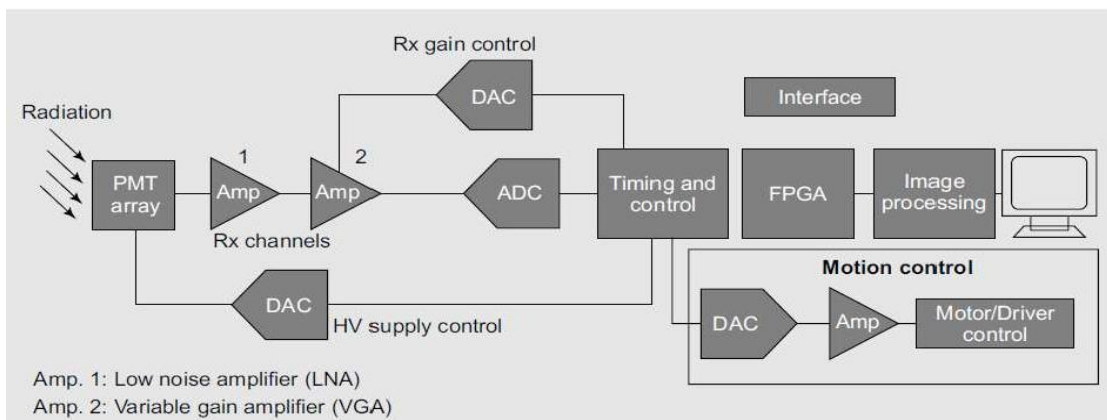 Rx gain control
DAC
Interface
Radiation
1
2
PMT
array
Amp
Amp
ADC
Timing and
control
FPGA
Image
processing
Rx channels
Motion control
DAC
HV supply control
DAC
Amp
Motor/Driver
control
Amp. 1: Low noise amplifier (LNA)
Amp. 2: Variable gain amplifier (VGA)